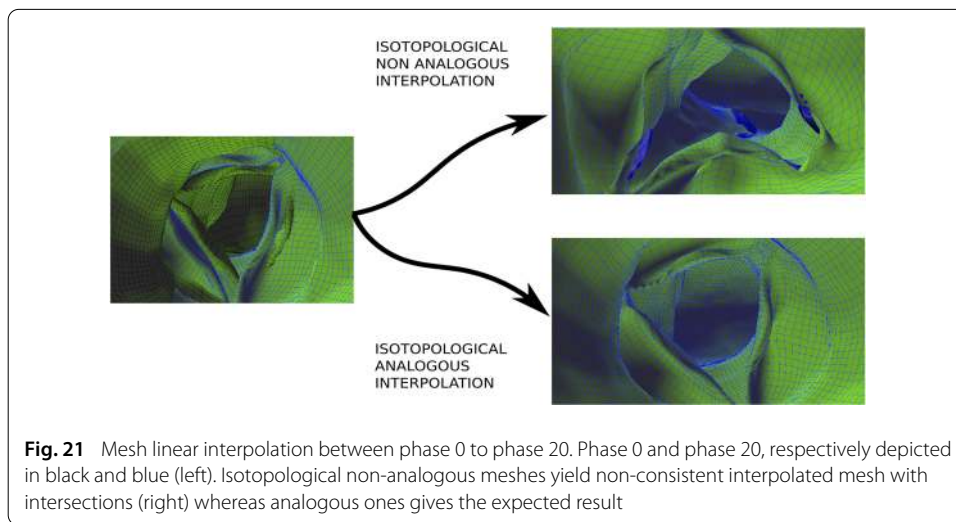 ISOTOPOLOGICAL
NON ANALOGOUS
INTERPOLATION
ISOTOPOLOGICAL
ANALOGOUS
INTERPOLATION
Fig. 21 Mesh linear interpolation between phase 0 to phase 20. Phase 0 and phase 20, respectively depicted
in black and blue (left). Isotopological non-analogous meshes yield non-consistent interpolated mesh with
intersections (right) whereas analogous ones gives the expected result